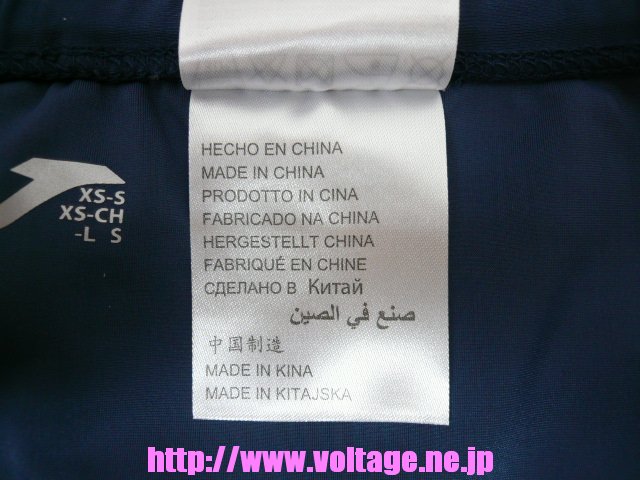 XS-S
XS-CH
-L S
HECHO EN CHINA
MADE IN CHINA
PRODOTTO IN CINA
FABRICADO NA CHINA
HERGESTELLT CHINA
FABRIQUÉ EN CHINE
СДЕЛАНО В Китай
صنع في الصين
中国制造
MADE IN KINA
MADE IN KITAJSKA
http://www.voltage.ne.jp